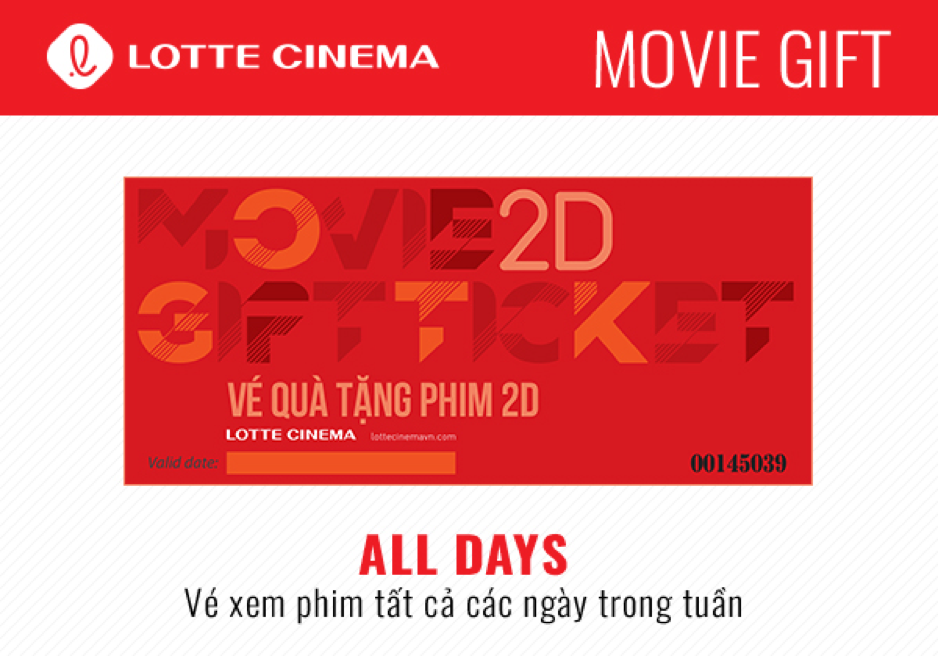 LOTTE CINEMA
MOVIE GIFT
MOVIE 2D
GIFT TICKET
VÉ QUÀ TẶNG PHIM 2D
LOTTE CINEMA lottecinemavn.com
Valid date:
00145039
ALL DAYS
Vé xem phim tất cả các ngày trong tuần